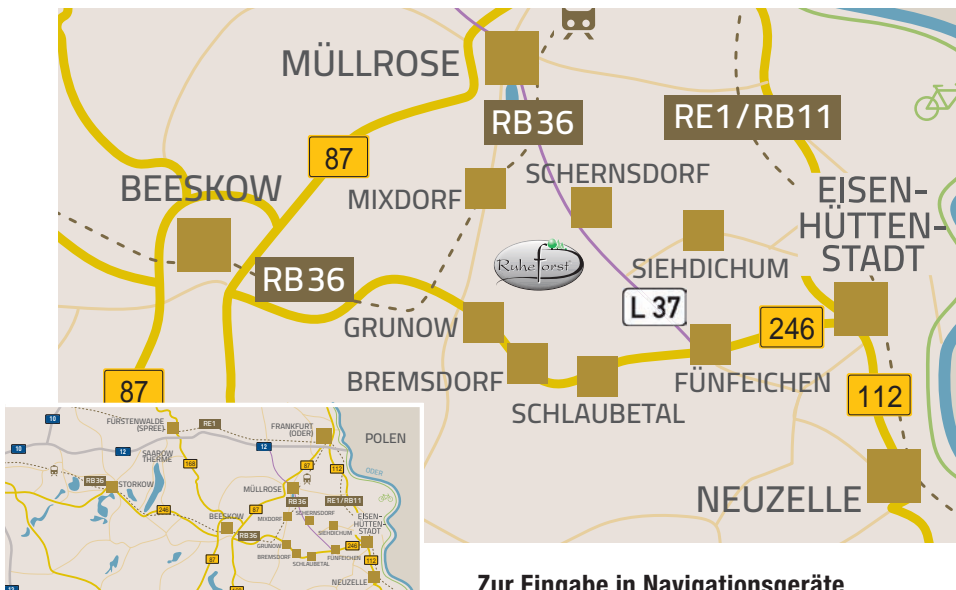 MÜLLROSE
RB36
RE1/RB11
87
SCHERNSDORF
BEESKOW
MIXDORF
EISEN-
HÜTTEN-
STADT
RuheForst
SIEHDICHUM
RB36
L 37
GRUNOW
246
BREMSDORF
FÜNFEICHEN
87
112
SCHLAUBETAL
NEUZELLE
10
FÜRSTENWALDE
(SPREE)
RE1
FRANKFURT
(ODER)
POLEN
10
12
12
SAAROW
THERME
168
87
112
ODER
RB36
STORKOW
MÜLLROSE
RB36
RE1/RB11
246
BEESKOW
87
MIXDORF
SCHERNSDORF
EISEN-
HÜTTEN-
STADT
SIEHDICHUM
RB36
GRUNOW
246
BREMSDORF
FÜNFEICHEN
87
SCHLAUBETAL
112
NEUZELLE
Zur Eingabe in Navigationsgeräte